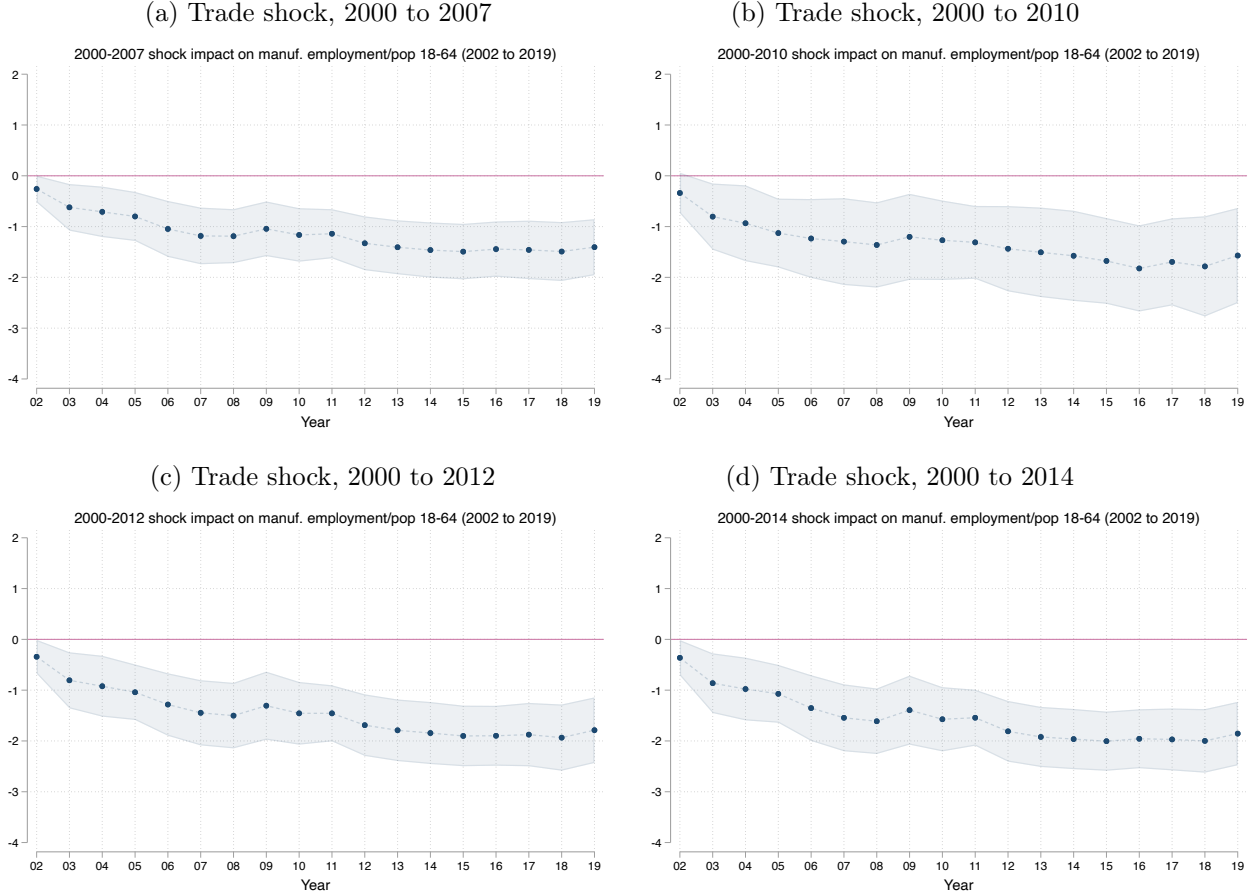 (a) Trade shock, 2000 to 2007
2000-2007 shock impact on manuf. employment/pop 18-64 (2002 to 2019)
2
1
0
-1
-2
-3
-4
02 03 04 05 06 07 08 09 10 11 12 13 14 15 16 17 18 19
Year
(b) Trade shock, 2000 to 2010
2000-2010 shock impact on manuf. employment/pop 18-64 (2002 to 2019)
2
1
0
-1
-2
-3
-4
02 03 04 05 06 07 08 09 10 11 12 13 14 15 16 17 18 19
Year
(c) Trade shock, 2000 to 2012
2000-2012 shock impact on manuf. employment/pop 18-64 (2002 to 2019)
2
1
0
-1
-2
-3
-4
02 03 04 05 06 07 08 09 10 11 12 13 14 15 16 17 18 19
Year
(d) Trade shock, 2000 to 2014
2000-2014 shock impact on manuf. employment/pop 18-64 (2002 to 2019)
2
1
0
-1
-2
-3
-4
02 03 04 05 06 07 08 09 10 11 12 13 14 15 16 17 18 19
Year